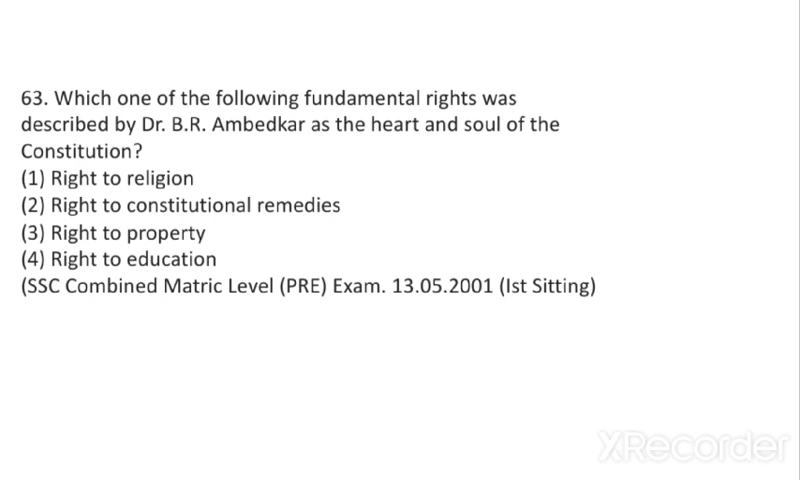 63. Which one of the following fundamental rights was
described by Dr. B.R. Ambedkar as the heart and soul of the
Constitution?
(1) Right to religion
(2) Right to constitutional remedies
(3) Right to property
(4) Right to education
(SSC Combined Matric Level (PRE) Exam. 13.05.2001 (Ist Sitting)
XRecorder